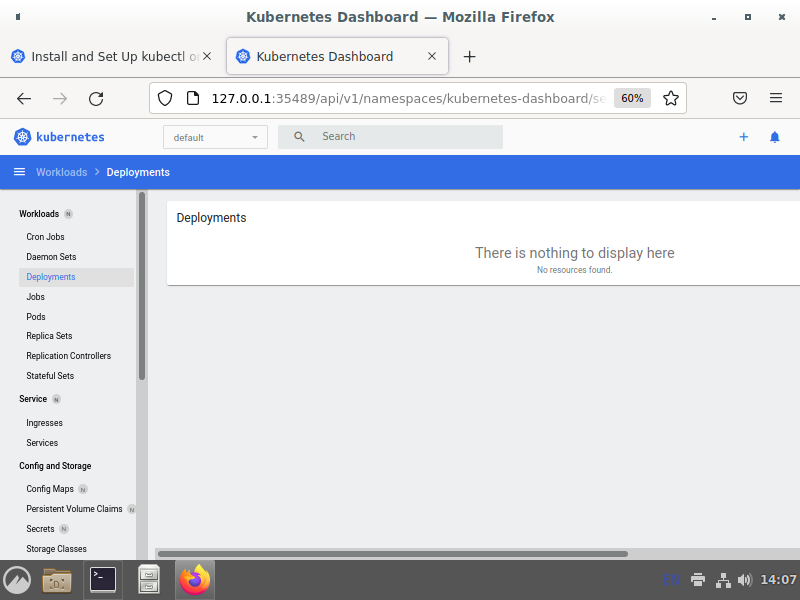 Kubernetes Dashboard — Mozilla Firefox
Install and Set Up kubectl o
Kubernetes Dashboard
127.0.0.1:35489/api/v1/namespaces/kubernetes-dashboard/se
60%
kubernetes
default
Search
Workloads
Deployments
Workloads N
Cron Jobs
Daemon Sets
Deployments
Jobs
Pods
Replica Sets
Replication Controllers
Stateful Sets
Service N
Ingresses
Services
Config and Storage
Config Maps N
Persistent Volume Claims N
Secrets N
Storage Classes
Deployments
There is nothing to display here
No resources found.
EN
14:07